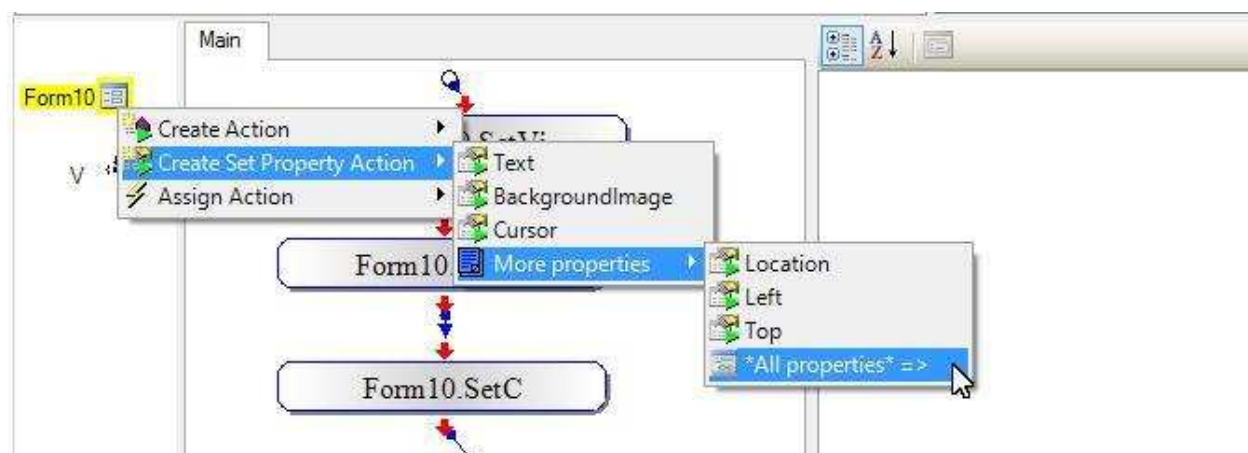 Main
Form10
Create Action
Create Set Property Action
Assign Action
V
Text
BackgroundImage
Cursor
More properties
Location
Left
Top
*All properties* =>
Form10.
Form10.SetC